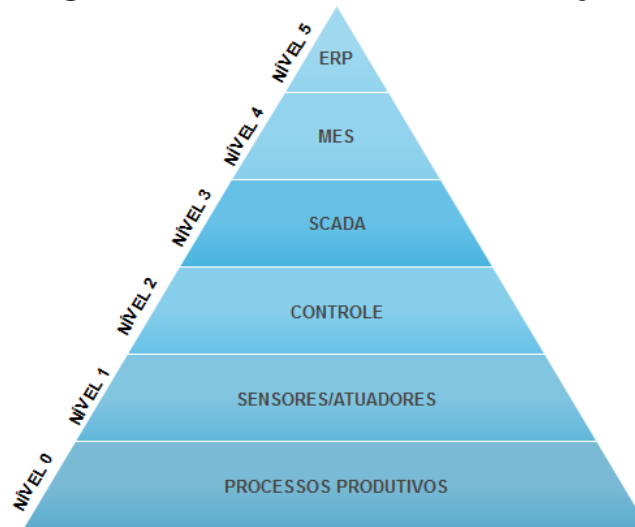 NÍVEL 5
ERP
NÍVEL 4
MES
NÍVEL 3
SCADA
NÍVEL 2
CONTROLE
NÍVEL 1
SENSORES/ATUADORES
NÍVEL 0
PROCESSOS PRODUTIVOS